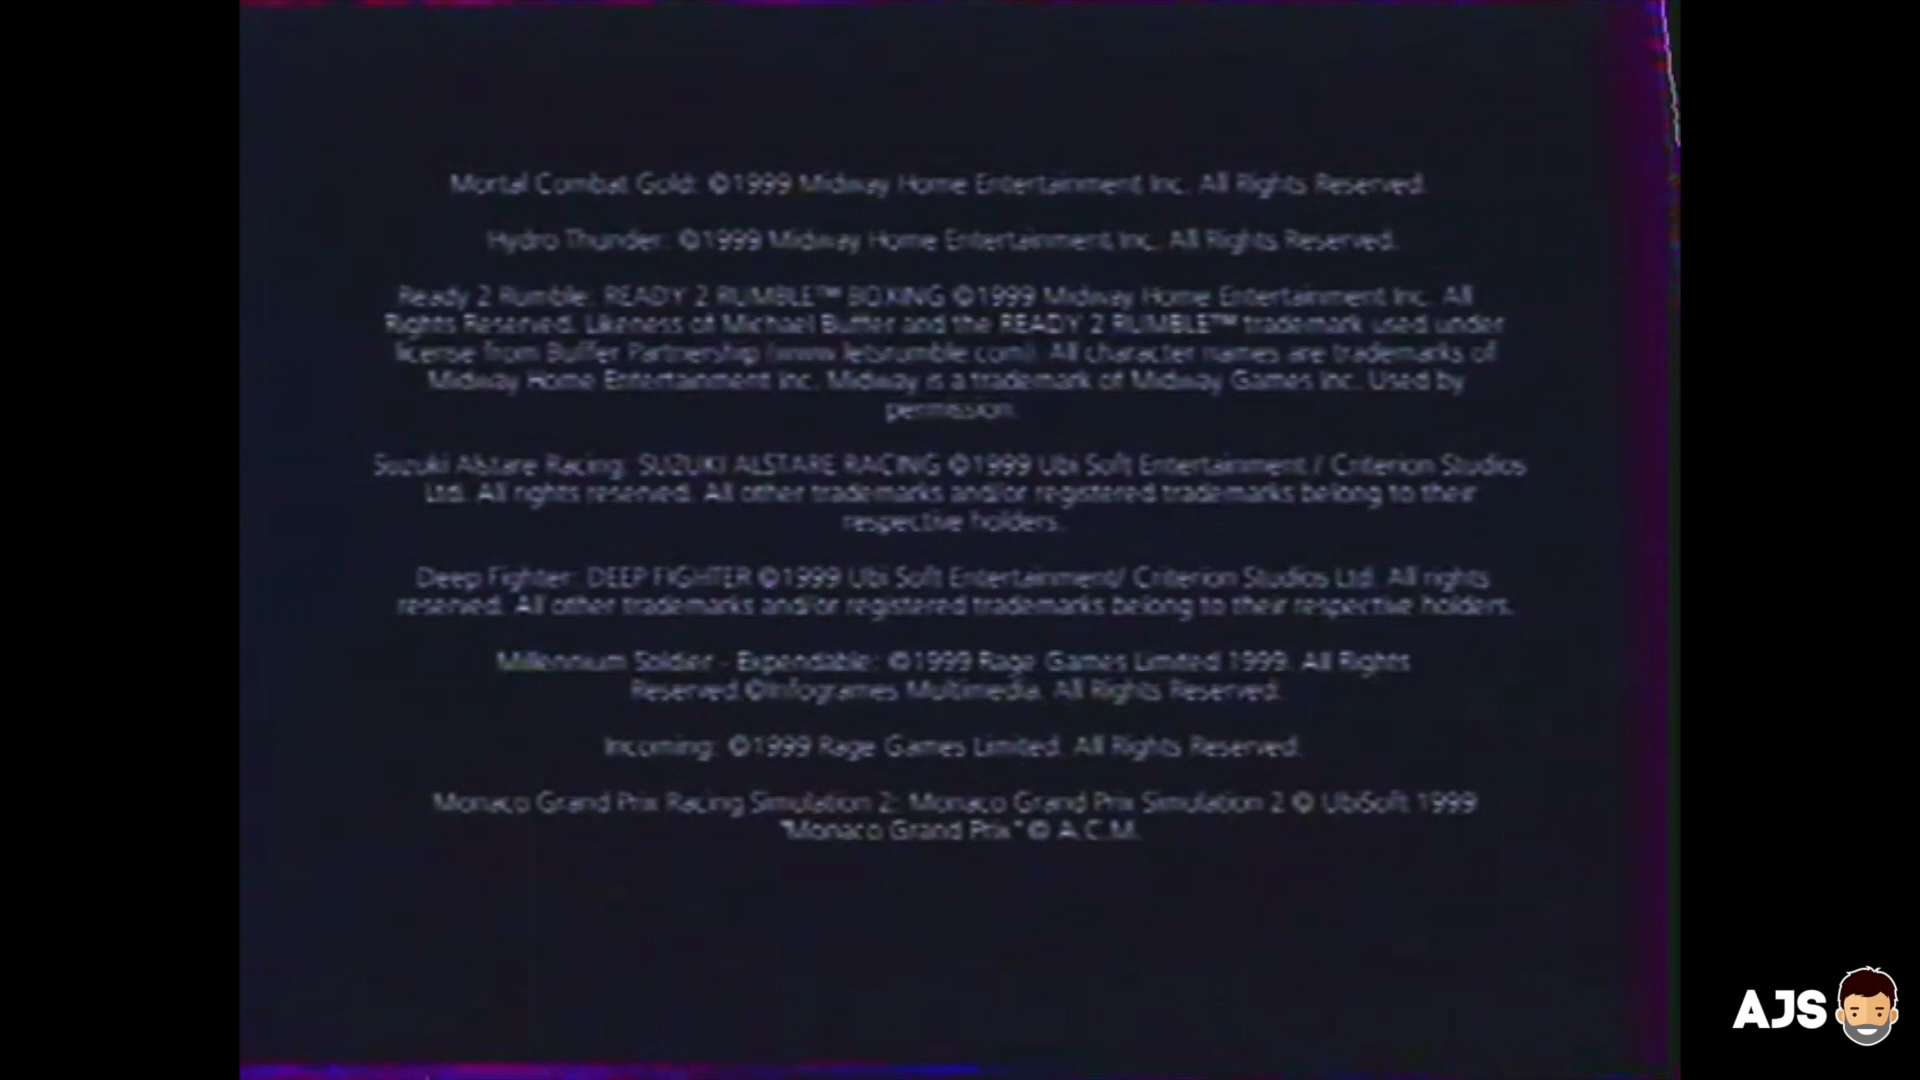 Mortal Combat Gold: ©1999 Midway Home Entertainment Inc. All Rights Reserved.
Hydro Thunder: ©1999 Midway Home Entertainment Inc. All Rights Reserved.
Ready 2 Rumble: READY 2 RUMBLE™ BOXING ©1999 Midway Home Entertainment Inc. All
Rights Reserved. Likeness of Michael Buffer and the READY 2 RUMBLE™ trademark used under
license from Buffer Partnership (www.letsrumble.com). All character names are trademarks of
Midway Home Entertainment Inc. Midway is a trademark of Midway Games Inc. Used by
permission.
Suzuki Alstare Racing: SUZUKI ALSTARE RACING ©1999 Ubi Soft Entertainment / Criterion Studios
Ltd. All rights reserved. All other trademarks and/or registered trademarks belong to their
respective holders.
Deep Fighter: DEEP FIGHTER ©1999 Ubi Soft Entertainment/ Criterion Studios Ltd. All rights
reserved. All other trademarks and/or registered trademarks belong to their respective holders.
Millennium Soldier - Expendable: ©1999 Rage Games Limited 1999. All Rights
Reserved.©Infogrames Multimedia. All Rights Reserved.
Incoming: ©1999 Rage Games Limited. All Rights Reserved.
Monaco Grand Prix Racing Simulation 2: Monaco Grand Prix Simulation 2 © UbiSoft 1999
"Monaco Grand Prix" © A.C.M.
AJS